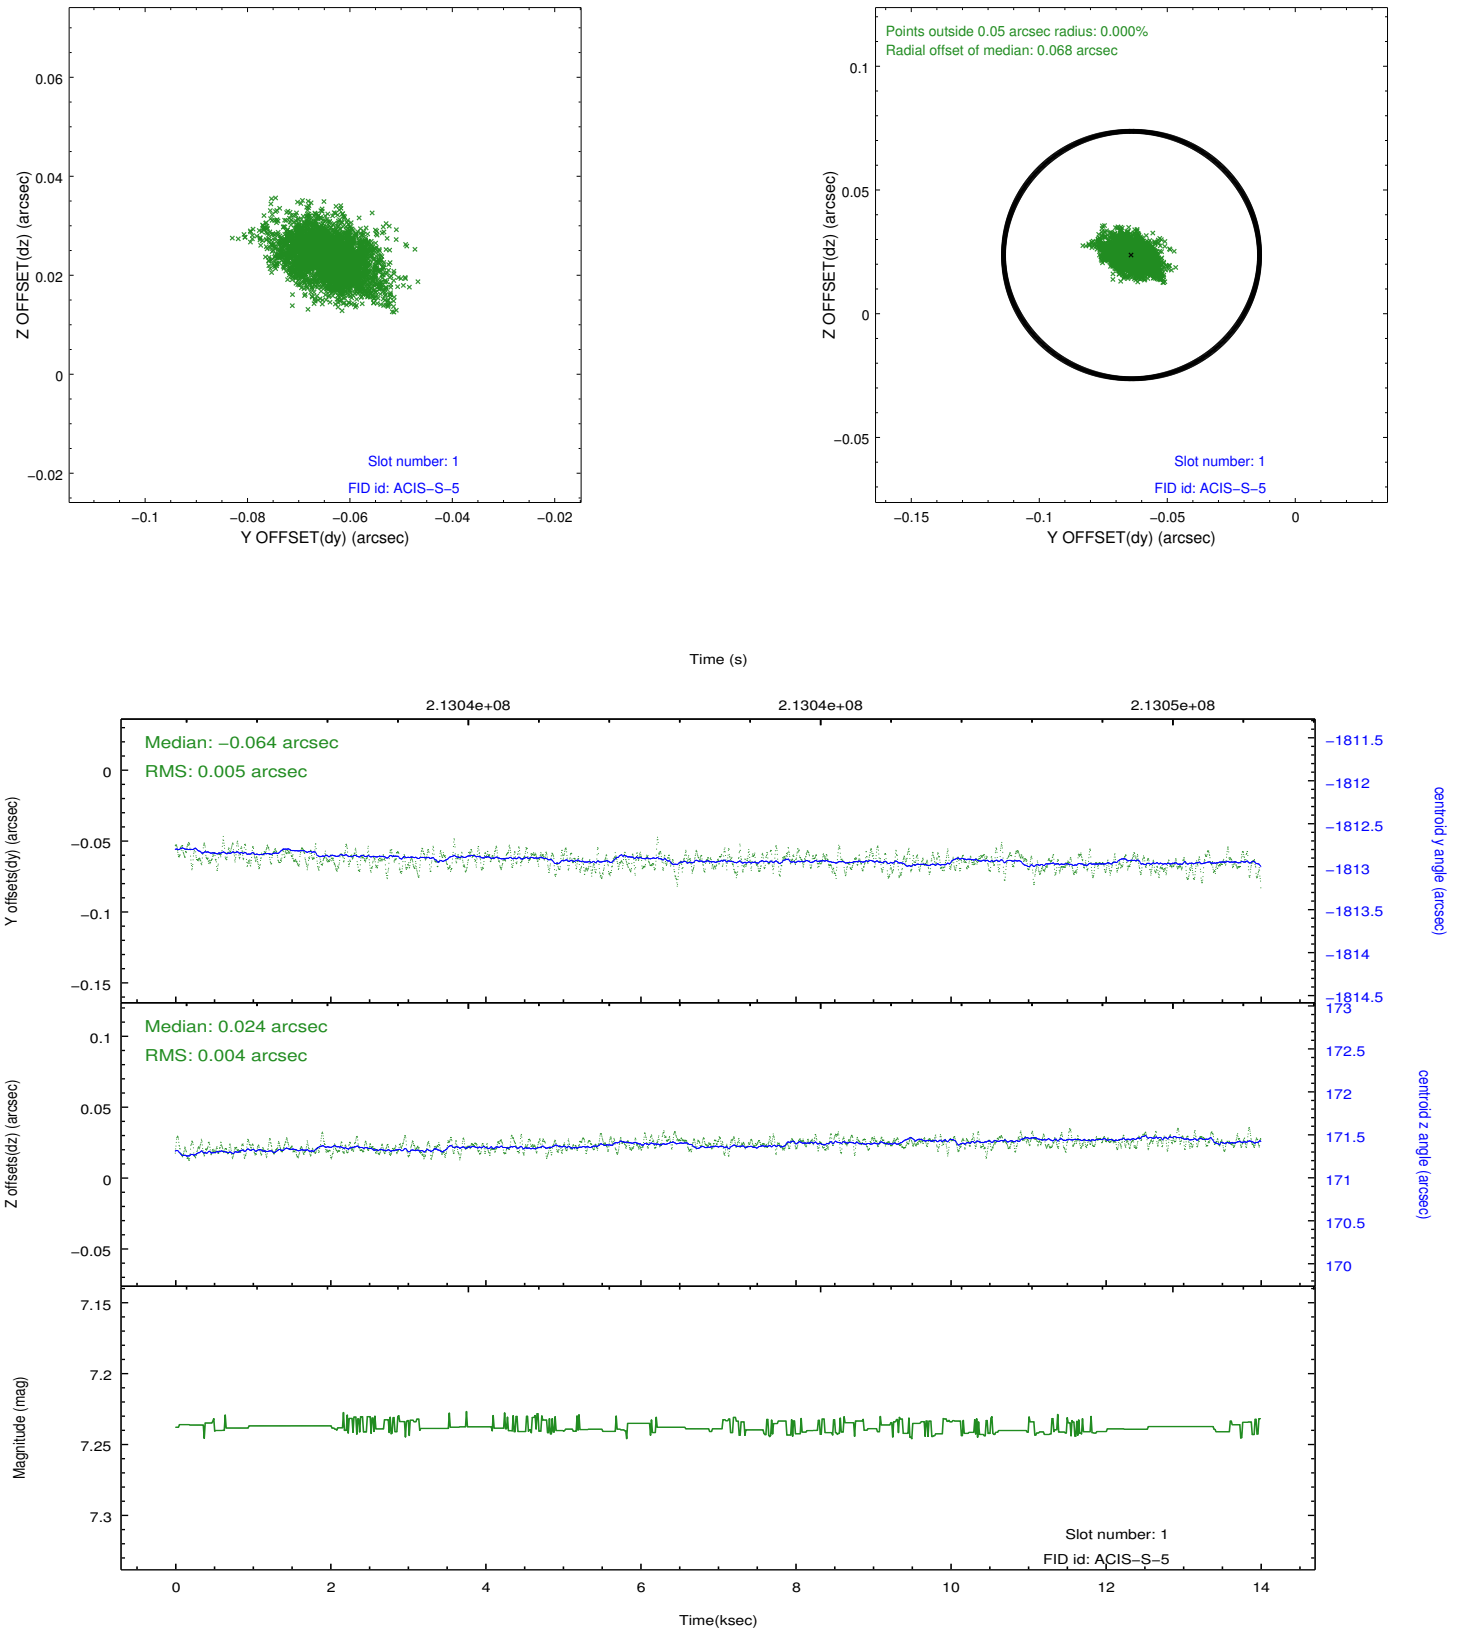 0.06
0.04
0.02
0
−0.02
Z OFFSET(dz) (arcsec)
Slot number: 1
FID id: ACIS−S−5
−0.1
−0.08
−0.06
−0.04
−0.02
Y OFFSET(dy) (arcsec)
Points outside 0.05 arcsec radius: 0.000%
Radial offset of median: 0.068 arcsec
0.1
0.05
0
−0.05
Z OFFSET(dz) (arcsec)
Slot number: 1
FID id: ACIS−S−5
−0.15
−0.1
−0.05
0
Y OFFSET(dy) (arcsec)
Time (s)
2.1304e+08
2.1304e+08
2.1305e+08
Median: −0.064 arcsec
RMS: 0.005 arcsec
0
−0.05
−0.1
−0.15
Y offsets(dy) (arcsec)
−1811.5
−1812
−1812.5
−1813
−1813.5
−1814
−1814.5
centroid y angle (arcsec)
Median: 0.024 arcsec
RMS: 0.004 arcsec
0.1
0.05
0
−0.05
Z offsets(dz) (arcsec)
173
172.5
172
171.5
171
170.5
170
centroid z angle (arcsec)
7.15
7.2
7.25
7.3
Magnitude (mag)
Slot number: 1
FID id: ACIS−S−5
0
2
4
6
8
10
12
14
Time(ksec)